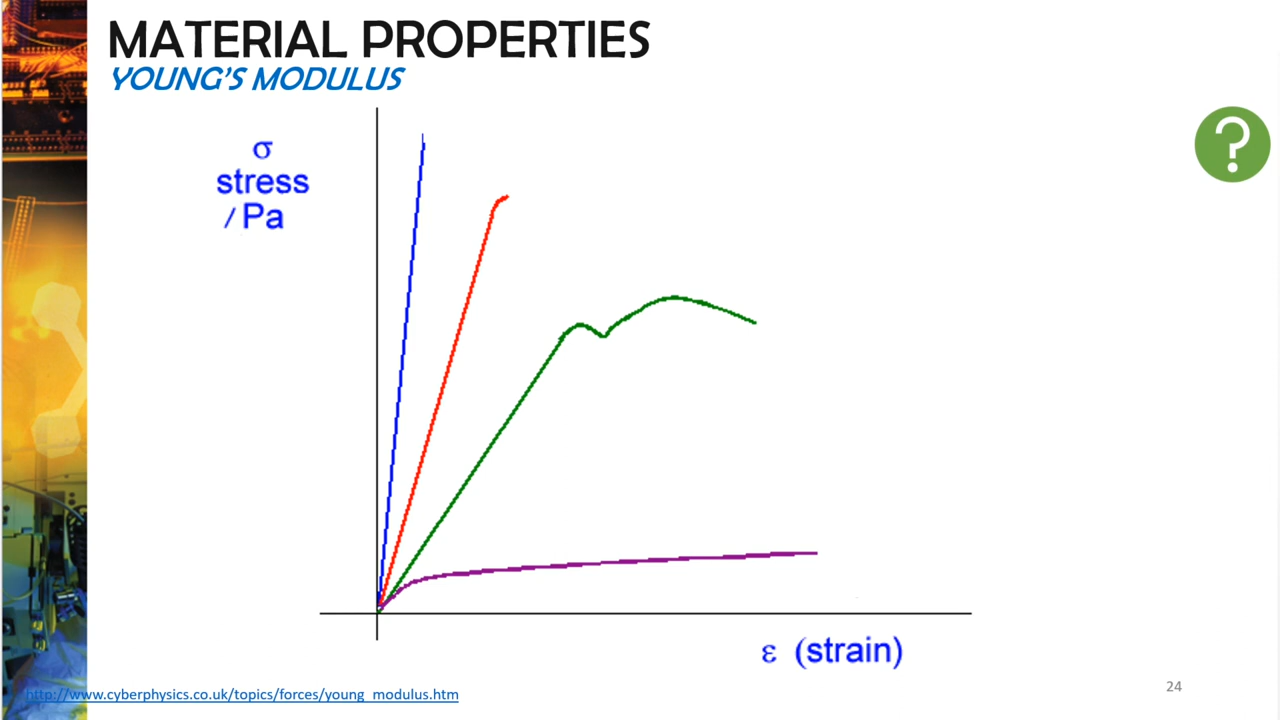 MATERIAL PROPERTIES
YOUNG'S MODULUS
σ
stress
/ Pa
?
ε (strain)
http://www.cyberphysics.co.uk/topics/forces/young_modulus.htm
24